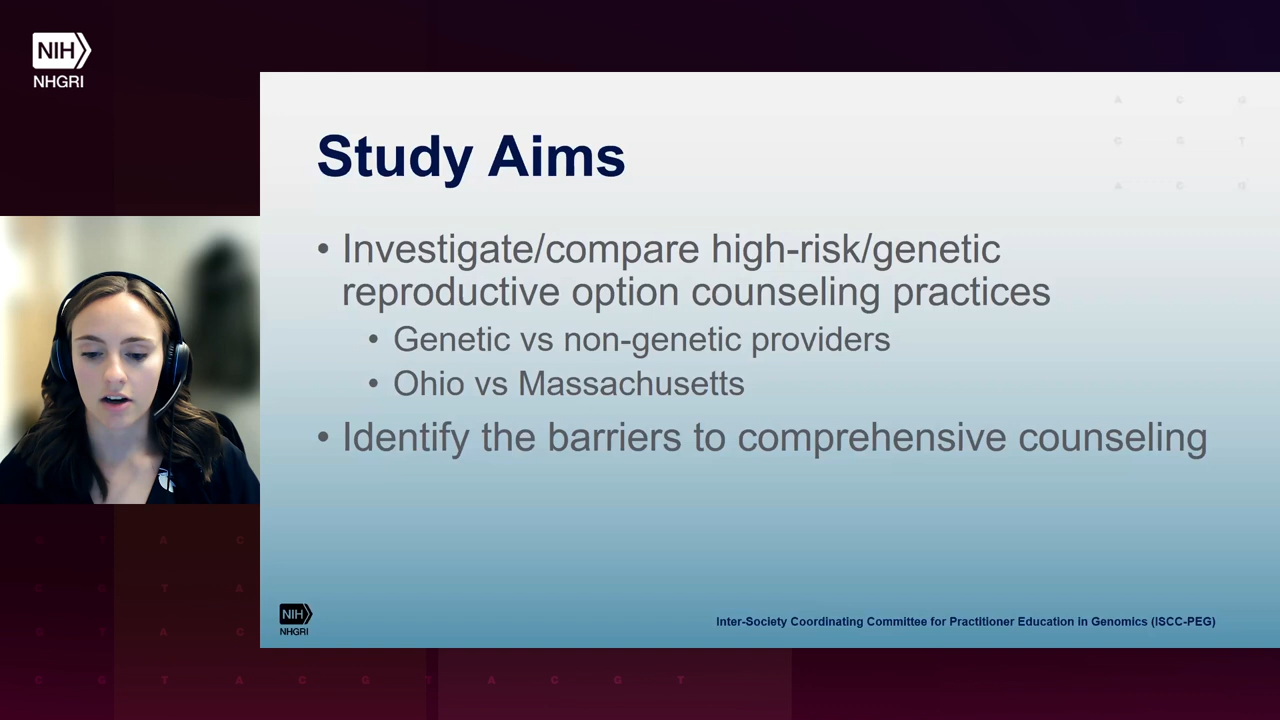 NIH
NHGRI
A C G
C G T
A C G T
Study Aims
• Investigate/compare high-risk/genetic
reproductive option counseling practices
• Genetic vs non-genetic providers
• Ohio vs Massachusetts
• Identify the barriers to comprehensive counseling
NIH
NHGRI
Inter-Society Coordinating Committee for Practitioner Education in Genomics (ISCC-PEG)
G T A C
G G T A
G T A C
C G T A C G T A C G T